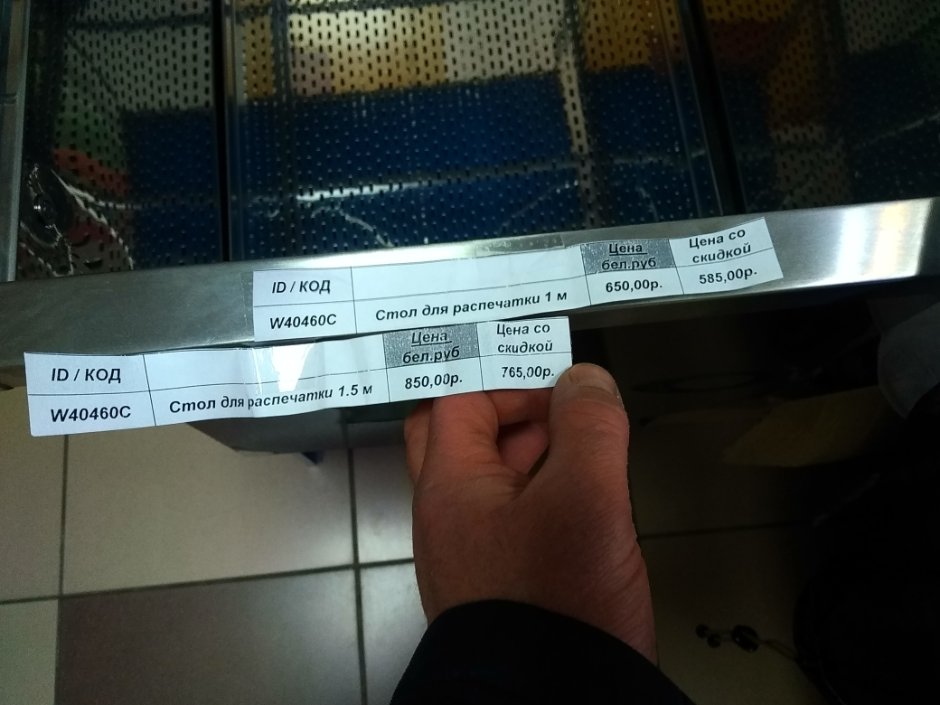 ID / КОД Цена бел.руб Цена со скидкой
W40460C Стол для распечатки 1 м 650,00р. 585,00р.
ID / КОД Цена бел.руб Цена со скидкой
W40460C Стол для распечатки 1.5 м 850,00р. 765,00р.